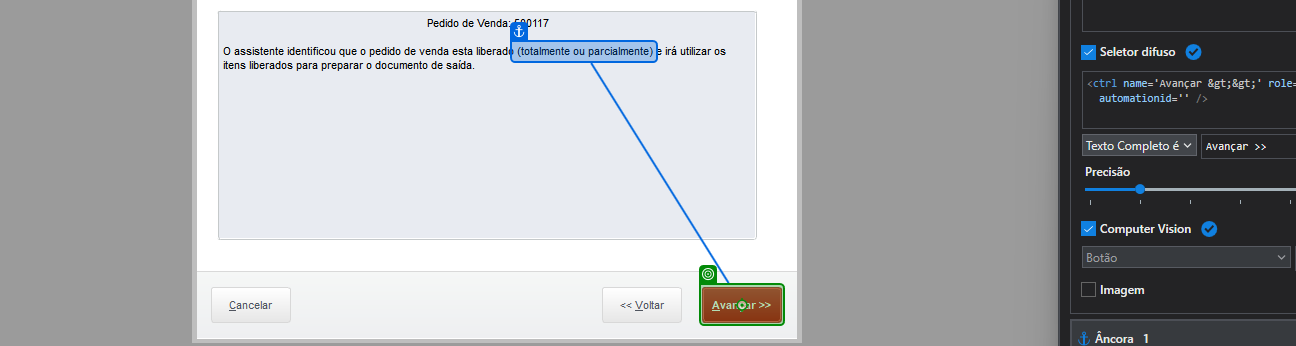 Pedido de Venda: 500117
O assistente identificou que o pedido de venda esta liberado (totalmente ou parcialmente) e irá utilizar os
itens liberados para preparar o documento de saída.
Cancelar
<< Voltar
Avançar >>
Seletor difuso
<ctrl name='Avançar &gt;&gt;' role=
automationid='' />
Texto Completo é
Avançar >>
Precisão
Computer Vision
Botão
Imagem
Âncora 1